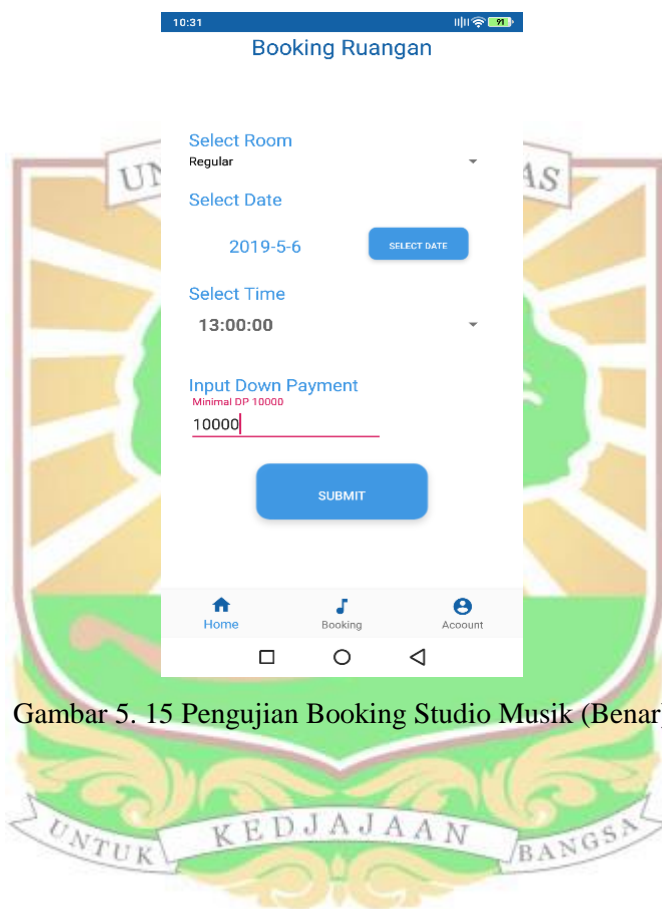 10:31
91
Booking Ruangan
Select Room
Regular
UN
AS
Select Date
2019-5-6
SELECT DATE
Select Time
13:00:00
Input Down Payment
Minimal DP 10000
10000
SUBMIT
Home
Booking
Acoount
Gambar 5. 15 Pengujian Booking Studio Musik (Benar)
UNTUK KEDJAJAAN BANGSA